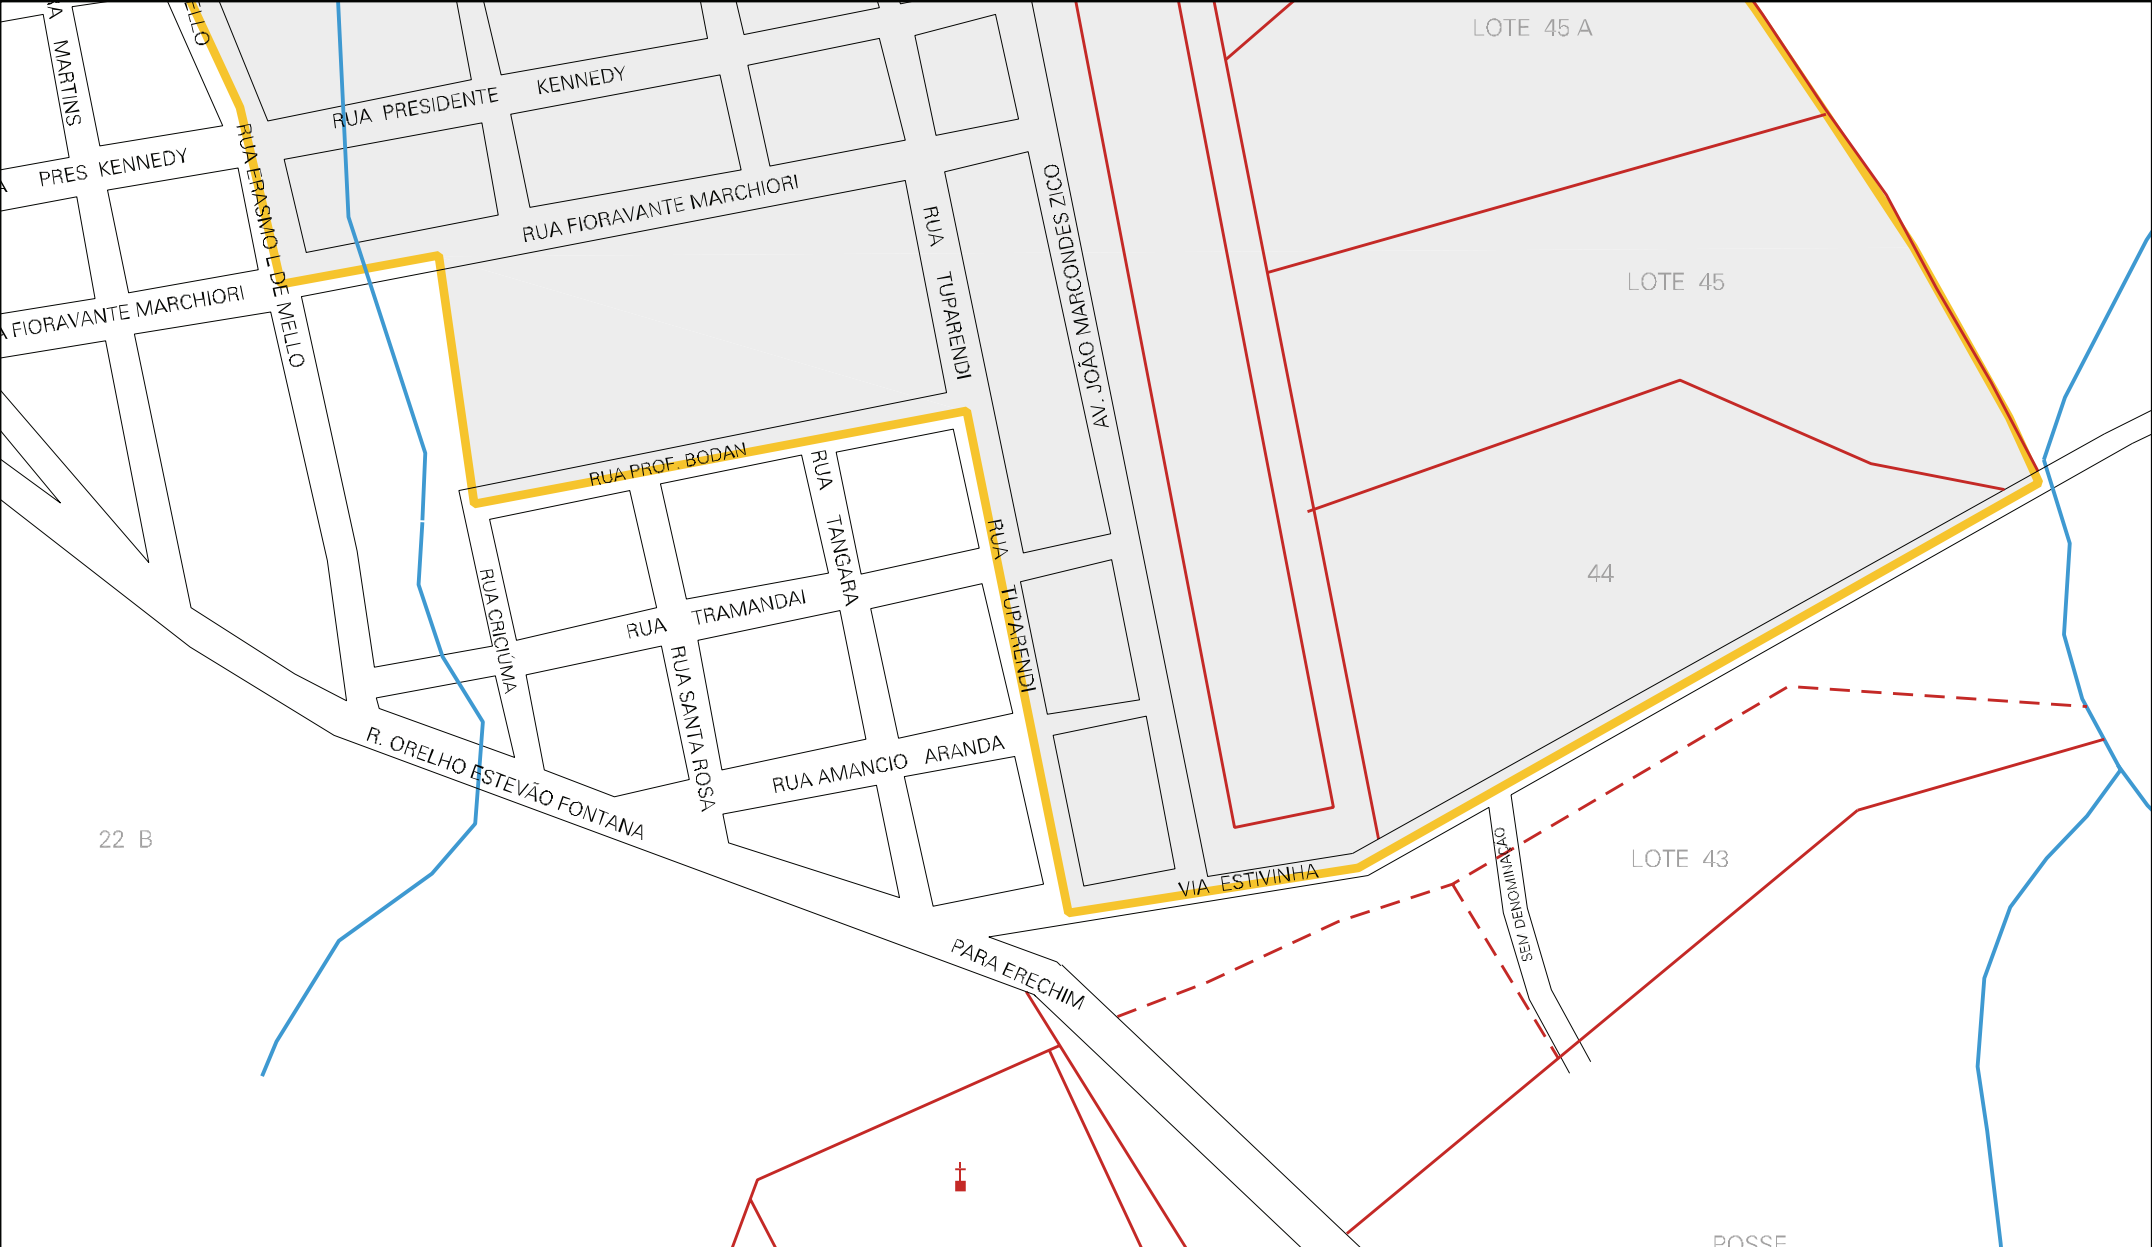 MARTINS
ELLO
LOTE 45 A
RUA PRESIDENTE KENNEDY
PRES KENNEDY
RUA ERASMO L DE MELLO
RUA FIORAVANTE MARCHIORI
A FIORAVANTE MARCHIORI
RUA TUPARENDI
AV. JOÃO MARCONDES ZICO
LOTE 45
RUA PROF. BODAN
RUA TANGARA
RUA TUPARENDI
RUA CRICIÚMA
RUA TRAMANDAI
44
RUA SANTA ROSA
RUA AMANCIO ARANDA
R. ORELHO ESTEVÃO FONTANA
22 B
VIA ESTIVINHA
SEM DENOMINAÇÃO
LOTE 43
PARA ERECHIM
POSSE